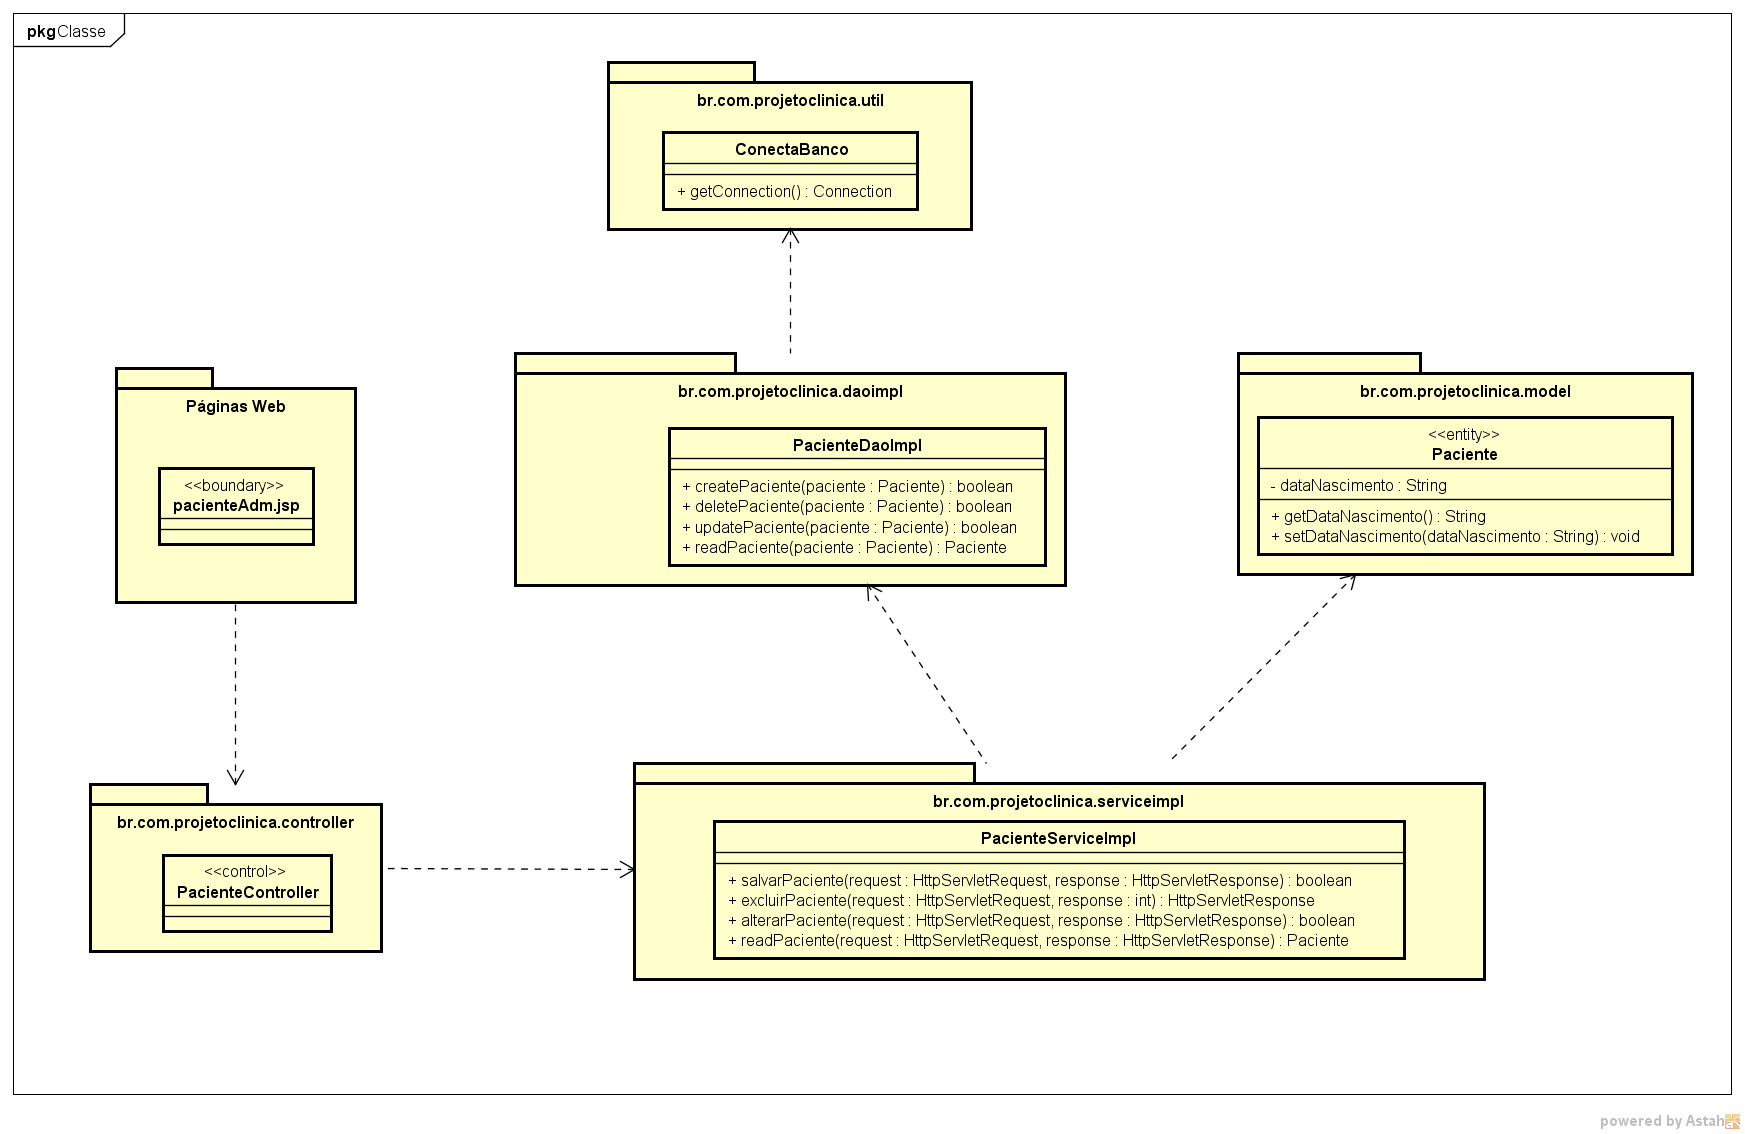 pkg Classe
br.com.projetoclinica.util
ConectaBanco
+ getConnection() : Connection
Páginas Web
<<boundary>>
pacienteAdm.jsp
br.com.projetoclinica.daoimpl
PacienteDaoImpl
+ createPaciente(paciente : Paciente) : boolean
+ deletePaciente(paciente : Paciente) : boolean
+ updatePaciente(paciente : Paciente) : boolean
+ readPaciente(paciente : Paciente) : Paciente
br.com.projetoclinica.model
<<entity>>
Paciente
- dataNascimento : String
+ getDataNascimento() : String
+ setDataNascimento(dataNascimento : String) : void
br.com.projetoclinica.controller
<<control>>
PacienteController
br.com.projetoclinica.serviceimpl
PacienteServiceImpl
+ salvarPaciente(request : HttpServletRequest, response : HttpServletResponse) : boolean
+ excluirPaciente(request : HttpServletRequest, response : int) : HttpServletResponse
+ alterarPaciente(request : HttpServletRequest, response : HttpServletResponse) : boolean
+ readPaciente(request : HttpServletRequest, response : HttpServletResponse) : Paciente
powered by Astah